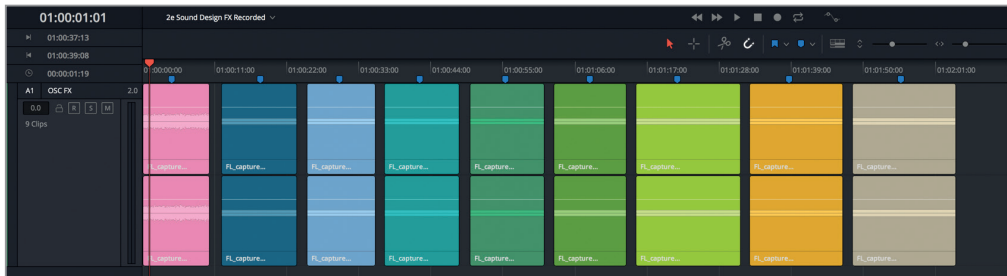 01:00:01:01
2e Sound Design FX Recorded
01:00:37:13
01:00:39:08
00:00:01:19
01:00:00:00 01:00:11:00 01:00:22:00 01:00:33:00 01:00:44:00 01:00:55:00 01:01:06:00 01:01:17:00 01:01:28:00 01:01:39:00 01:01:50:00 01:02:01:00
A1 OSC FX 2.0
0.0 R S M
9 Clips
FL_capture... FL_capture... FL_capture... FL_capture... FL_capture... FL_capture... FL_capture... FL_capture... FL_capture...
FL_capture... FL_capture... FL_capture... FL_capture... FL_capture... FL_capture... FL_capture... FL_capture... FL_capture...